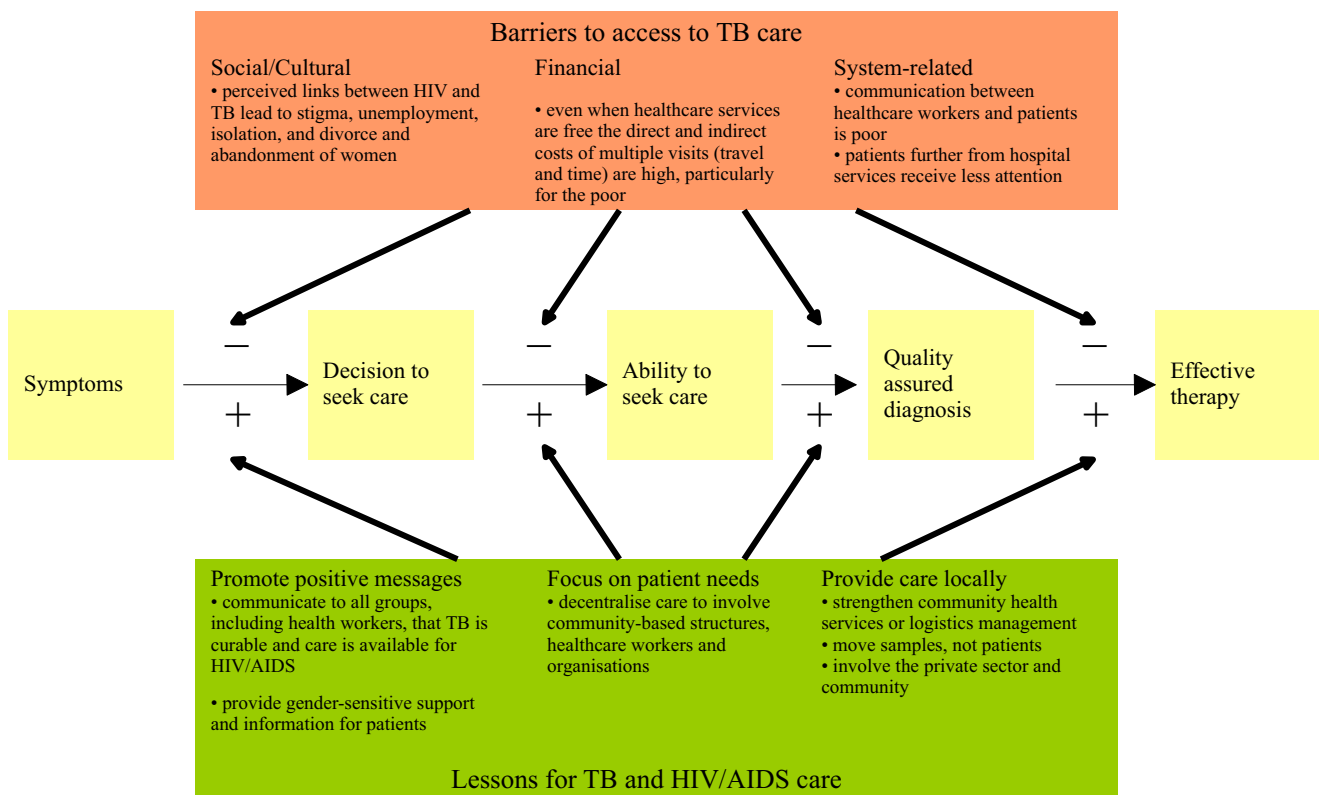 Barriers to access to TB care
Social/Cultural
• perceived links between HIV and
TB lead to stigma, unemployment,
isolation, and divorce and
abandonment of women
Financial
• even when healthcare services
are free the direct and indirect
costs of multiple visits (travel
and time) are high, particularly
for the poor
System-related
• communication between
healthcare workers and patients
is poor
• patients further from hospital
services receive less attention
− − − −
Symptoms
Decision to
seek care
Ability to
seek care
Quality
assured
diagnosis
Effective
therapy
+ + + +
Promote positive messages
• communicate to all groups,
including health workers, that TB is
curable and care is available for
HIV/AIDS
• provide gender-sensitive support
and information for patients
Focus on patient needs
• decentralise care to involve
community-based structures,
healthcare workers and
organisations
Provide care locally
• strengthen community health
services or logistics management
• move samples, not patients
• involve the private sector and
community
Lessons for TB and HIV/AIDS care